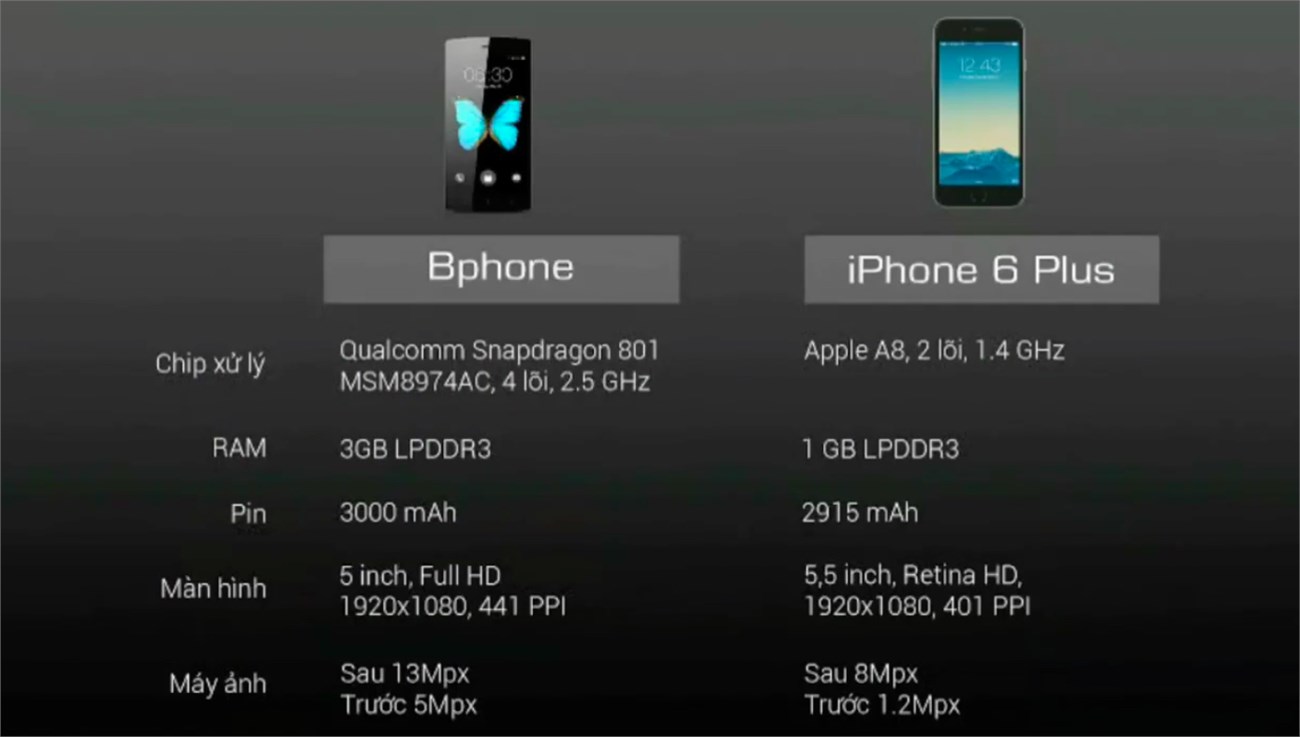 06:30
12:43
Bphone
iPhone 6 Plus
Chip xử lý
Qualcomm Snapdragon 801
MSM8974AC, 4 lõi, 2.5 GHz
Apple A8, 2 lõi, 1.4 GHz
RAM
3GB LPDDR3
1 GB LPDDR3
Pin
3000 mAh
2915 mAh
Màn hình
5 inch, Full HD
1920x1080, 441 PPI
5,5 inch, Retina HD,
1920x1080, 401 PPI
Máy ảnh
Sau 13Mpx
Trước 5Mpx
Sau 8Mpx
Trước 1.2Mpx